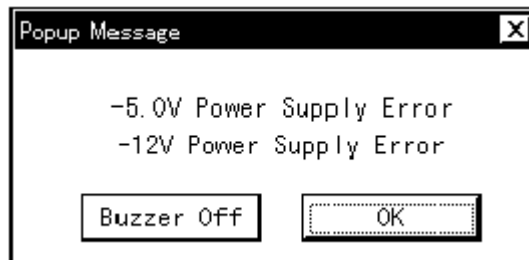 Popup Message
X
-5.0V Power Supply Error
-12V Power Supply Error
Buzzer Off
OK